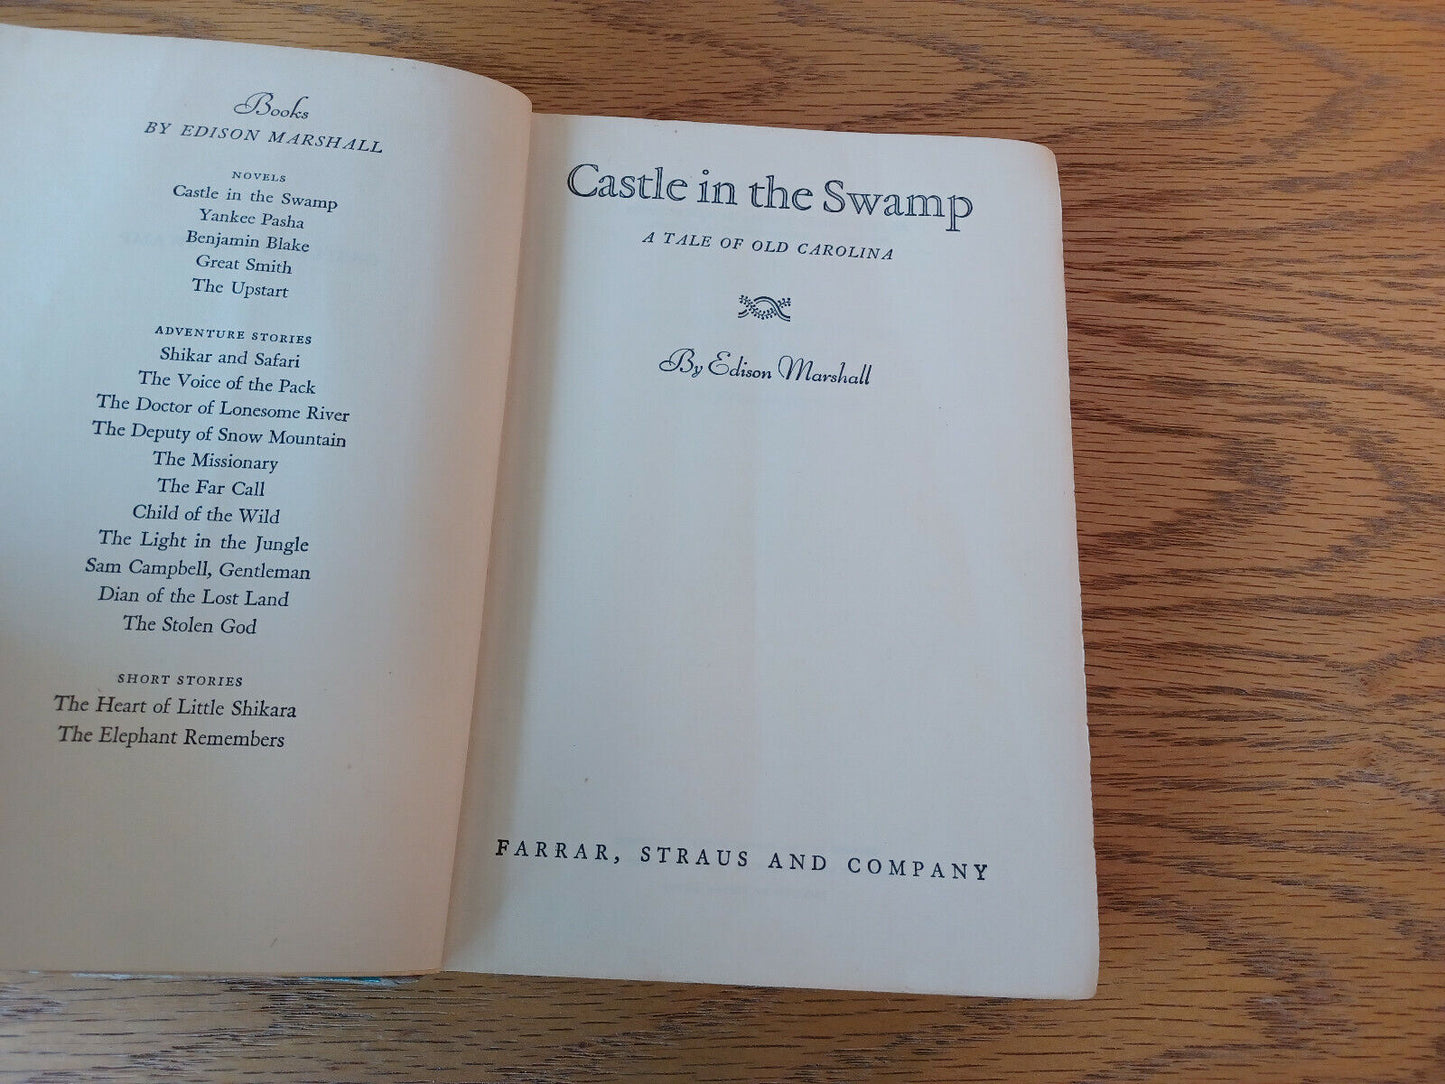 Books
BY EDISON MARSHALL
NOVELS
Castle in the Swamp
Yankee Pasha
Benjamin Blake
Great Smith
The Upstart
ADVENTURE STORIES
Shikar and Safari
The Voice of the Pack
The Doctor of Lonesome River
The Deputy of Snow Mountain
The Missionary
The Far Call
Child of the Wild
The Light in the Jungle
Sam Campbell, Gentleman
Dian of the Lost Land
The Stolen God
SHORT STORIES
The Heart of Little Shikara
The Elephant Remembers
Castle in the Swamp
A TALE OF OLD CAROLINA
By Edison Marshall
FARRAR, STRAUS AND COMPANY